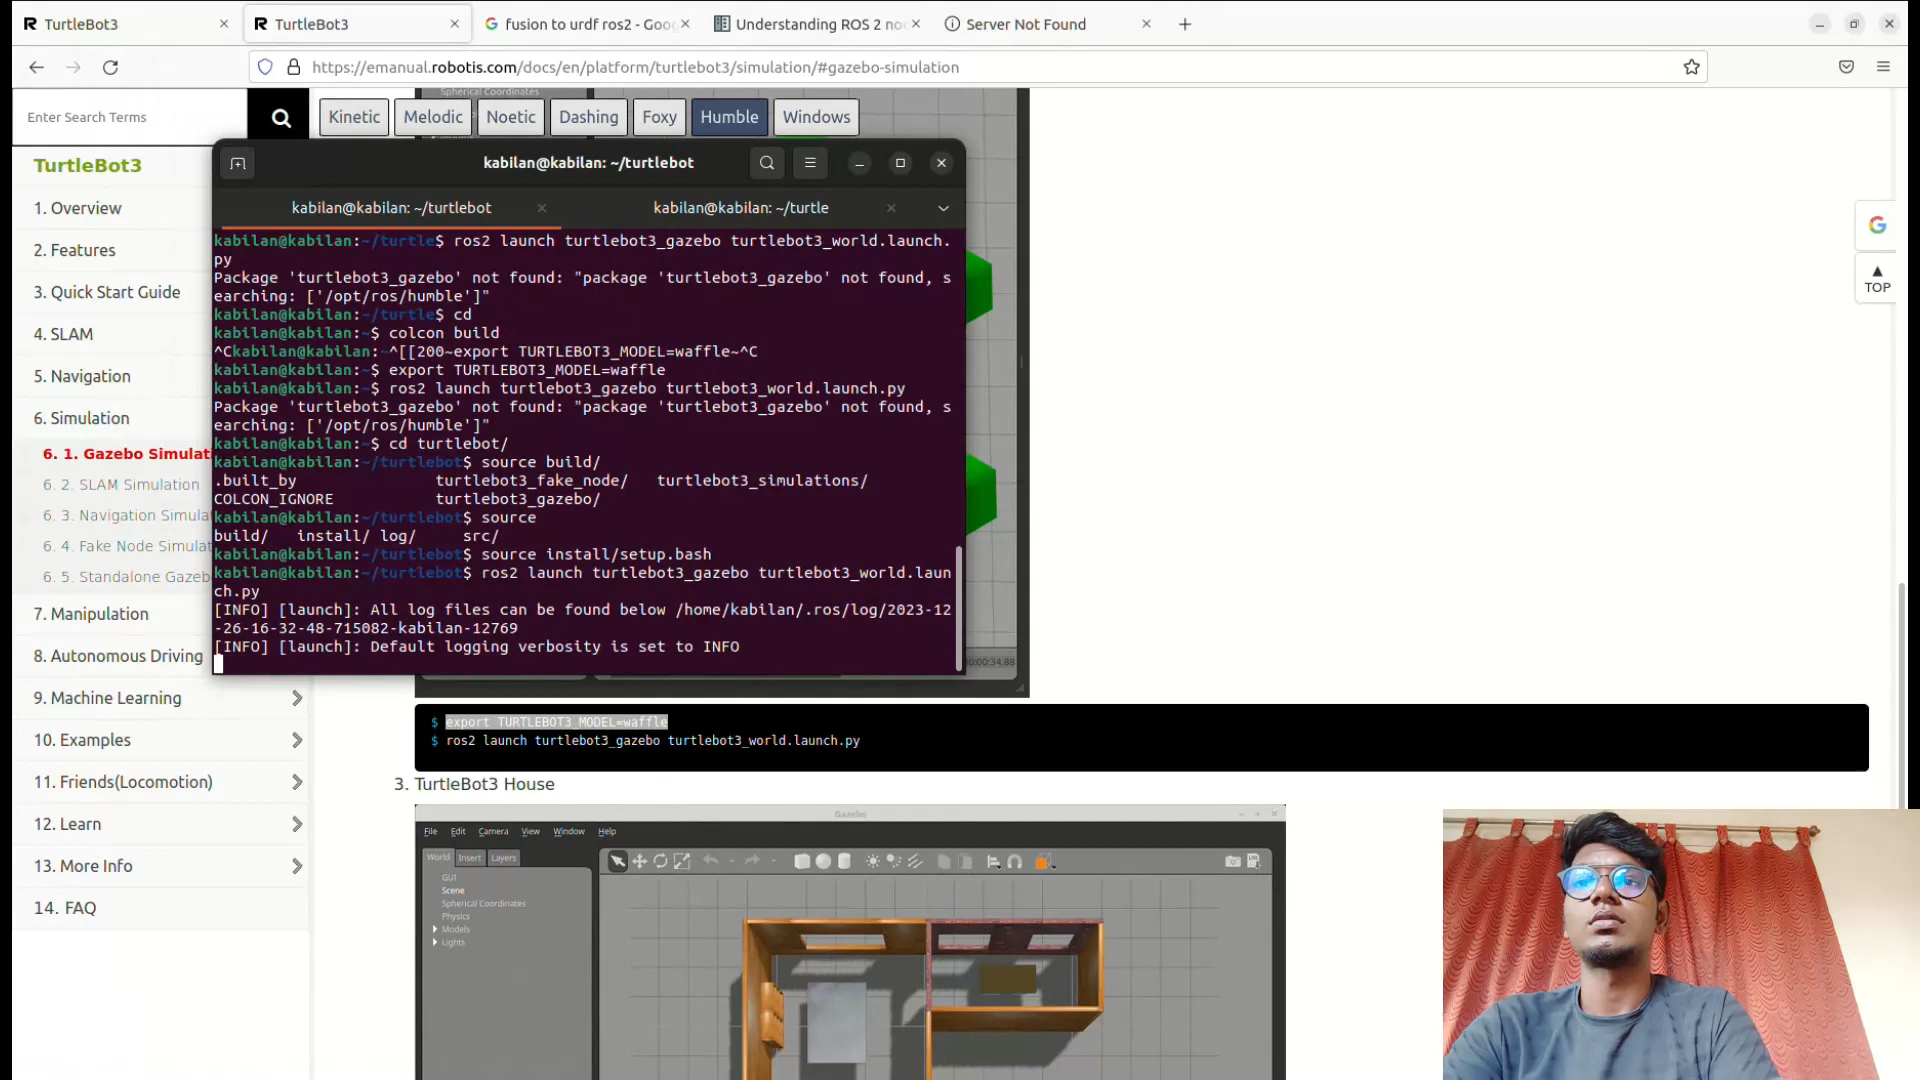 TurtleBot3
TurtleBot3
fusion to urdf ros2 - Goog
Understanding ROS 2 no
Server Not Found
https://emanual.robotis.com/docs/en/platform/turtlebot3/simulation/#gazebo-simulation
Enter Search Terms
Kinetic Melodic Noetic Dashing Foxy Humble Windows
Spherical Coordinates
TurtleBot3
1. Overview
2. Features
3. Quick Start Guide
4. SLAM
5. Navigation
6. Simulation
6. 1. Gazebo Simulat
6. 2. SLAM Simulation
6. 3. Navigation Simula
6. 4. Fake Node Simulat
6. 5. Standalone Gazeb
7. Manipulation
8. Autonomous Driving
9. Machine Learning
10. Examples
11. Friends(Locomotion)
12. Learn
13. More Info
14. FAQ
kabilan@kabilan: ~/turtlebot
kabilan@kabilan: ~/turtlebot
kabilan@kabilan: ~/turtle
kabilan@kabilan:~/turtle$ ros2 launch turtlebot3_gazebo turtlebot3_world.launch.
py
Package 'turtlebot3_gazebo' not found: "package 'turtlebot3_gazebo' not found, s
earching: ['/opt/ros/humble']"
kabilan@kabilan:~/turtle$ cd
kabilan@kabilan:~$ colcon build
^Ckabilan@kabilan:~^[[200~export TURTLEBOT3_MODEL=waffle~^C
kabilan@kabilan:~$ export TURTLEBOT3_MODEL=waffle
kabilan@kabilan:~$ ros2 launch turtlebot3_gazebo turtlebot3_world.launch.py
Package 'turtlebot3_gazebo' not found: "package 'turtlebot3_gazebo' not found, s
earching: ['/opt/ros/humble']"
kabilan@kabilan:~$ cd turtlebot/
kabilan@kabilan:~/turtlebot$ source build/
.built_by turtlebot3_fake_node/ turtlebot3_simulations/
COLCON_IGNORE turtlebot3_gazebo/
kabilan@kabilan:~/turtlebot$ source
build/ install/ log/ src/
kabilan@kabilan:~/turtlebot$ source install/setup.bash
kabilan@kabilan:~/turtlebot$ ros2 launch turtlebot3_gazebo turtlebot3_world.laun
ch.py
[INFO] [launch]: All log files can be found below /home/kabilan/.ros/log/2023-12
-26-16-32-48-715082-kabilan-12769
[INFO] [launch]: Default logging verbosity is set to INFO
00:00:34.88
TOP
$ export TURTLEBOT3_MODEL=waffle
$ ros2 launch turtlebot3_gazebo turtlebot3_world.launch.py
3. TurtleBot3 House
Gazebo
File Edit Camera View Window Help
World Insert Layers
GUI
Scene
Spherical Coordinates
Physics
Models
Lights